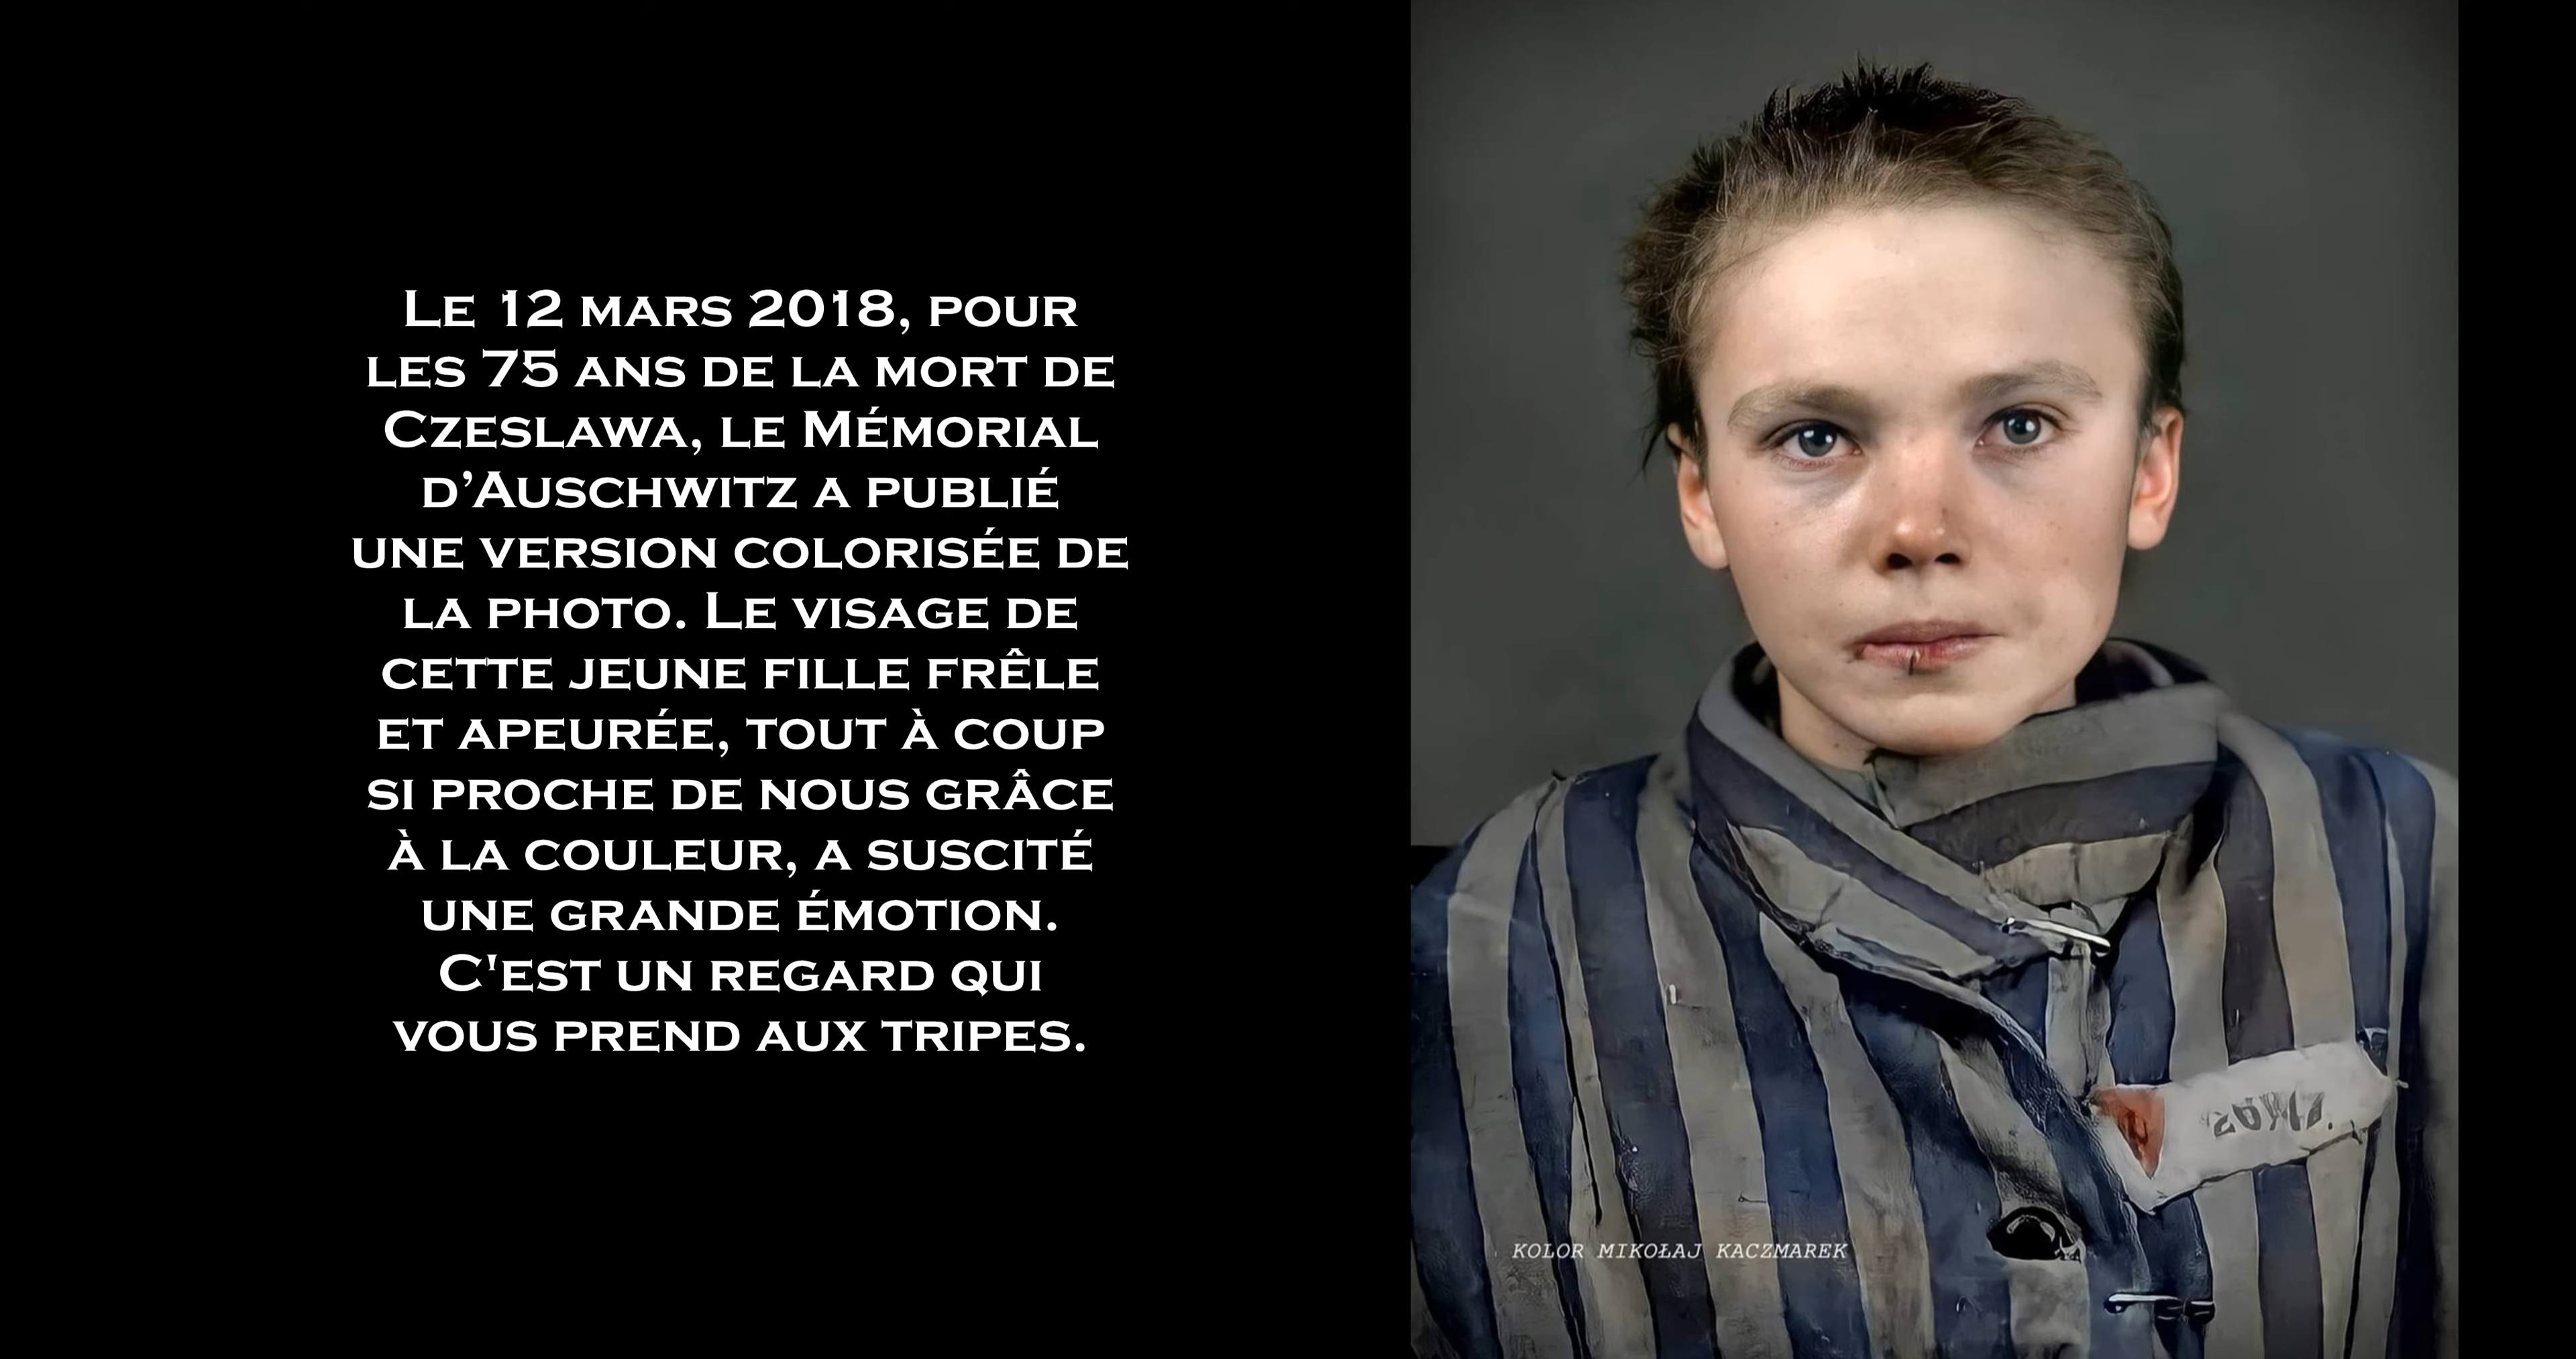 Le 12 mars 2018, pour
les 75 ans de la mort de
Czeslawa, le Mémorial
d’Auschwitz a publié
une version colorisée de
la photo. Le visage de
cette jeune fille frêle
et apeurée, tout à coup
si proche de nous grâce
à la couleur, a suscité
une grande émotion.
C'est un regard qui
vous prend aux tripes.
KOLOR MIKOŁAJ KACZMAREK